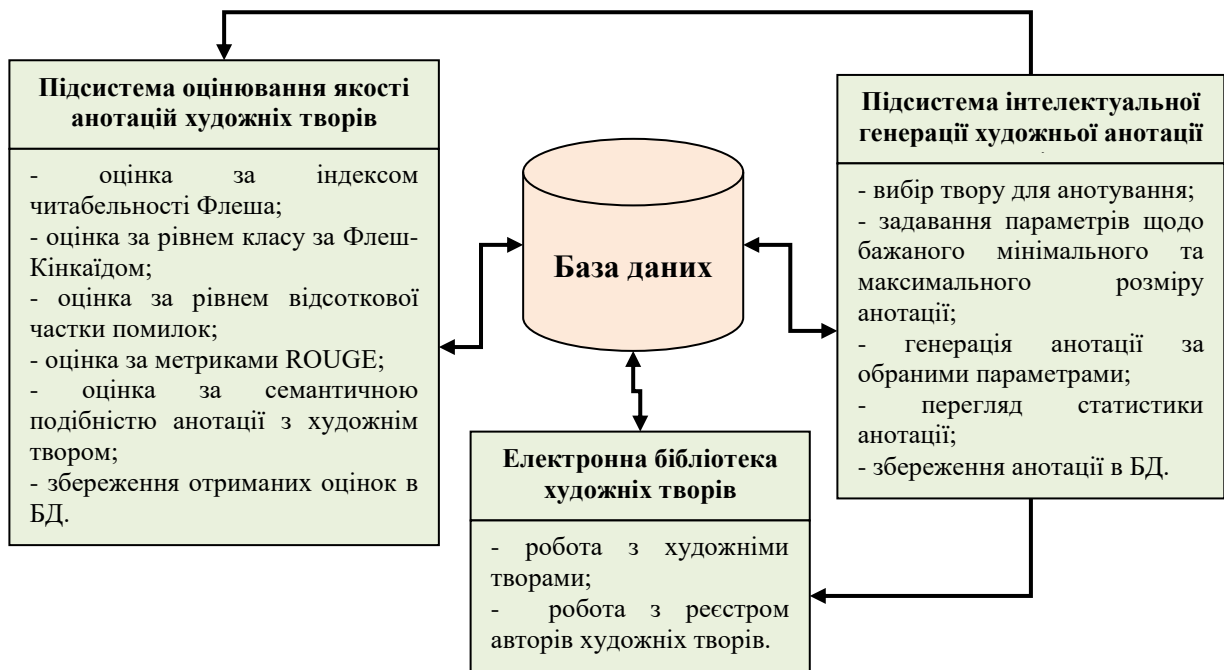 Підсистема оцінювання якості
анотацій художніх творів
- оцінка за індексом
читабельності Флеша;
- оцінка за рівнем класу за Флеш-
Кінкаїдом;
- оцінка за рівнем відсоткової
частки помилок;
- оцінка за метриками ROUGE;
- оцінка за семантичною
подібністю анотації з художнім
твором;
- збереження отриманих оцінок в
БД.
База даних
Електронна бібліотека
художніх творів
- робота з художніми
творами;
- робота з реєстром
авторів художніх творів.
Підсистема інтелектуальної
генерації художньої анотації
- вибір твору для анотування;
- задавання параметрів щодо
бажаного мінімального та
максимального розміру
анотації;
- генерація анотації за
обраними параметрами;
- перегляд статистики
анотації;
- збереження анотації в БД.